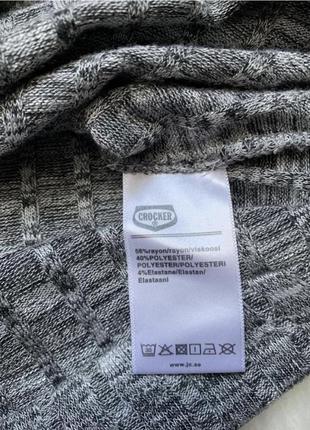 CROCKER
56%rayon/rayon/viskoosi
40%POLYESTER/
POLYESTER/POLYESTERI
4%Elastane/Elastan/
Elastaani
www.jc.se